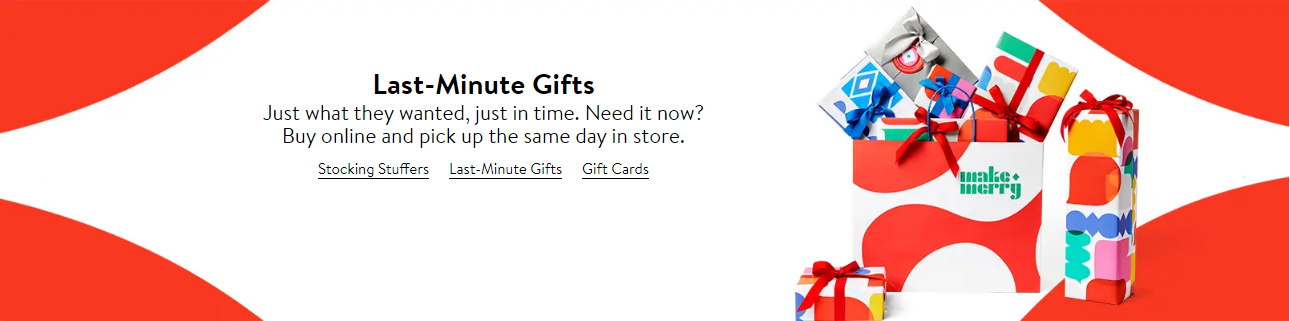 Last-Minute Gifts
Just what they wanted, just in time. Need it now?
Buy online and pick up the same day in store.
Stocking Stuffers Last-Minute Gifts Gift Cards
make
merry